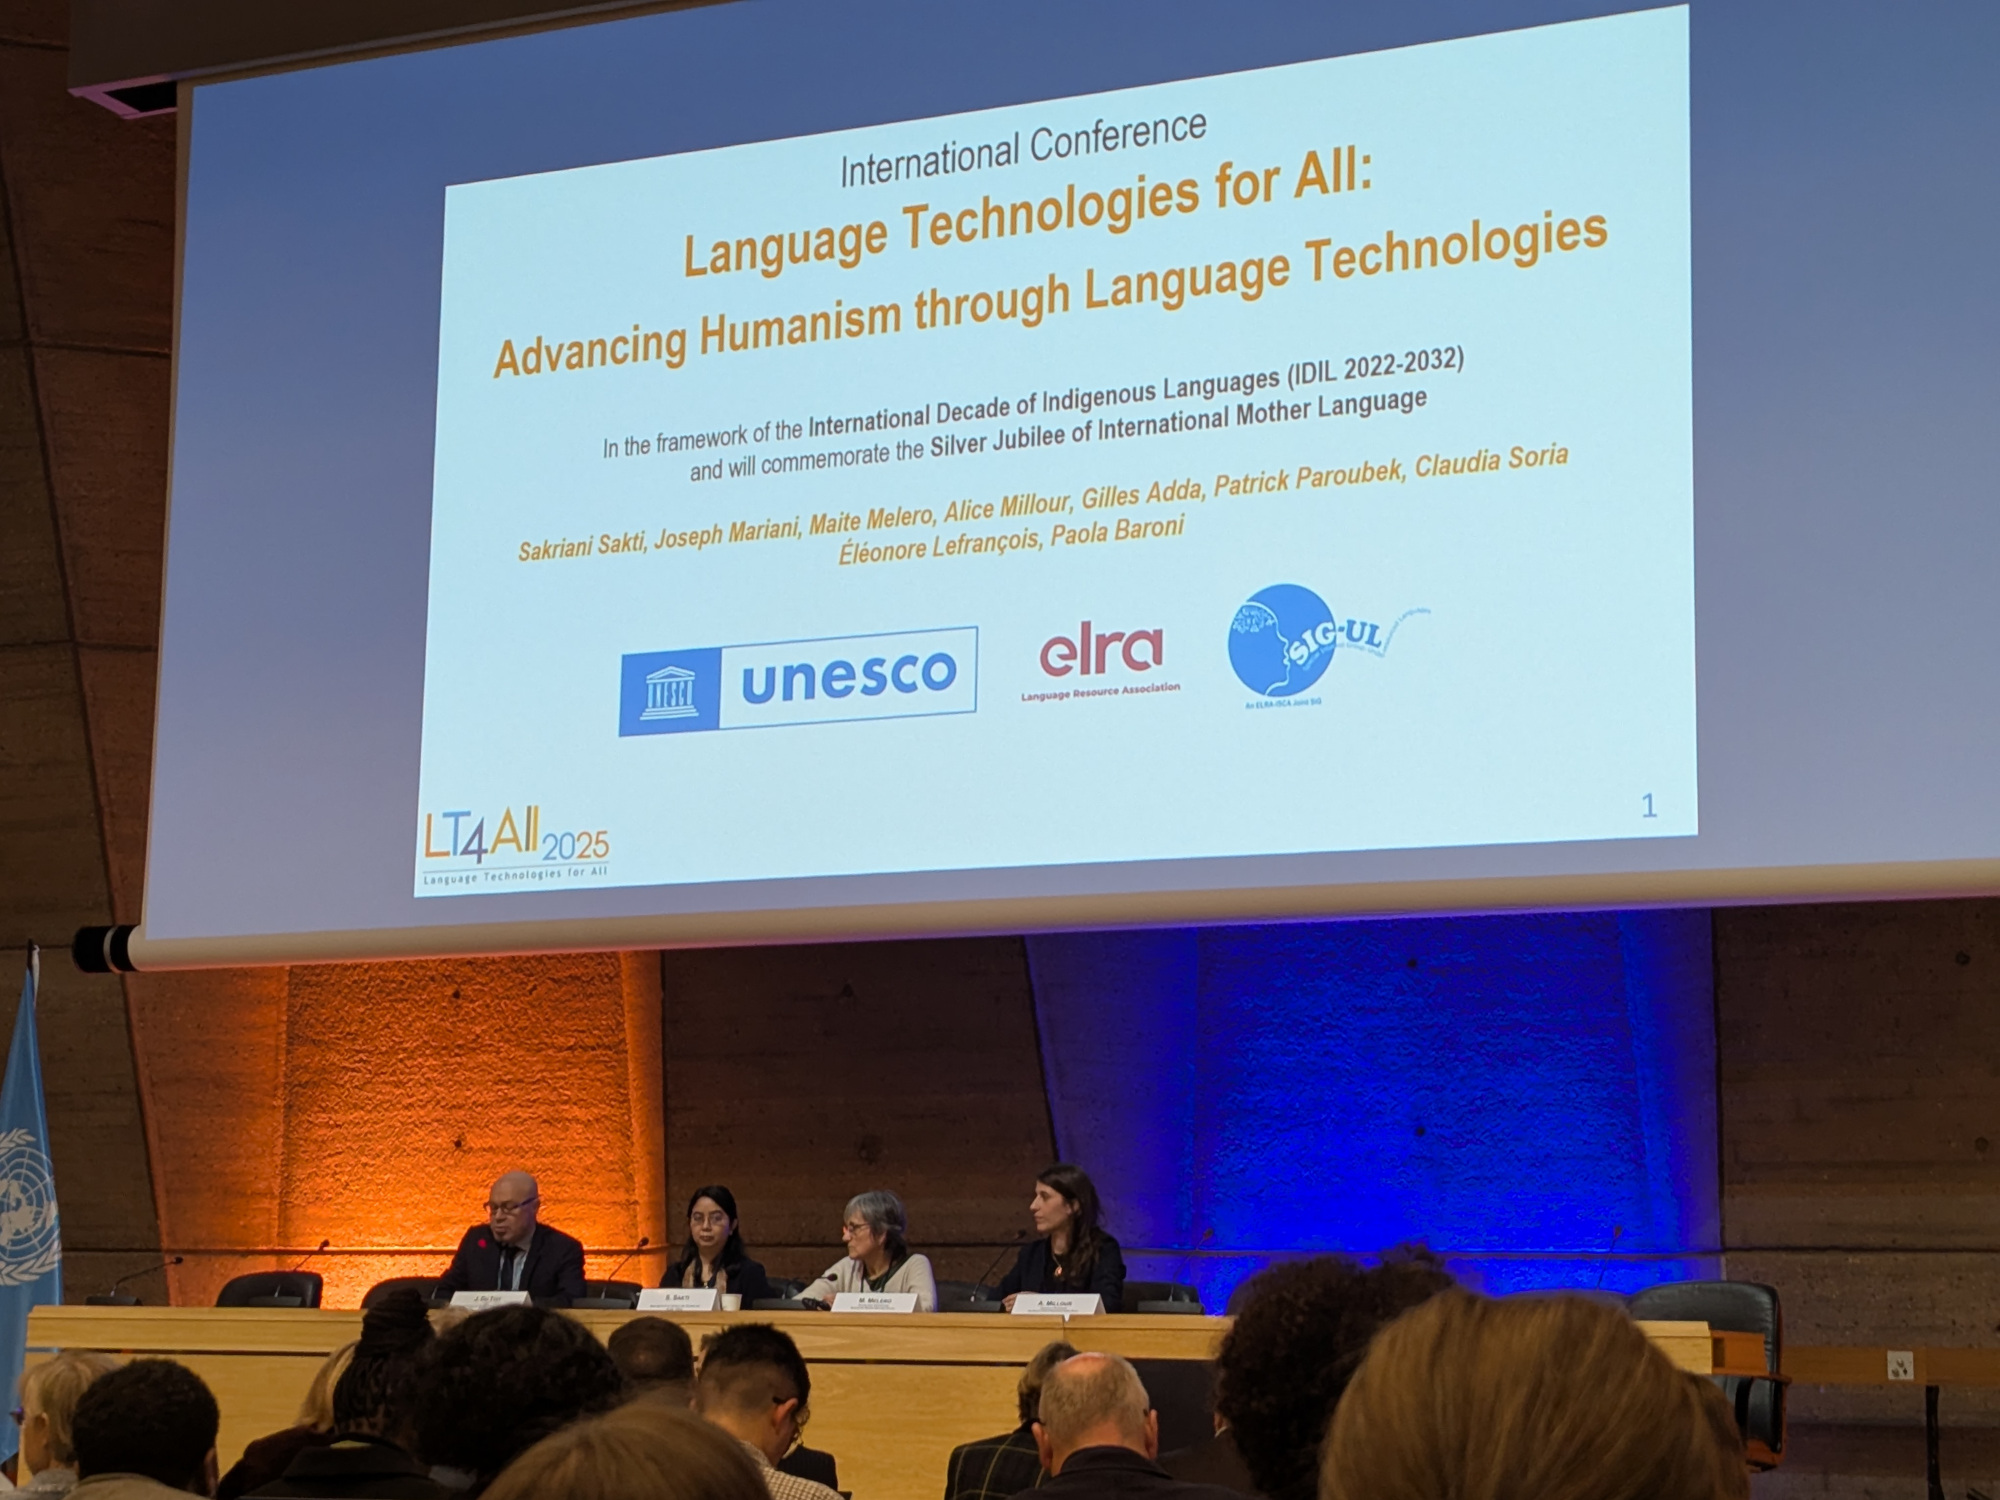 International Conference
Language Technologies for All:
Advancing Humanism through Language Technologies
In the framework of the International Decade of Indigenous Languages (IDIL 2022-2032)
and will commemorate the Silver Jubilee of International Mother Language
Sakriani Sakti, Joseph Mariani, Maite Melero, Alice Millour, Gilles Adda, Patrick Paroubek, Claudia Soria
Éléonore Lefrançois, Paola Baroni
UNESCO
unesco
elra
Language Resource Association
SIG-UL
An ELRA-ISCA Joint SIG
LT4All 2025
Language Technologies for All
1
S. SAKTI
M. MELERO
A. MILLOUR